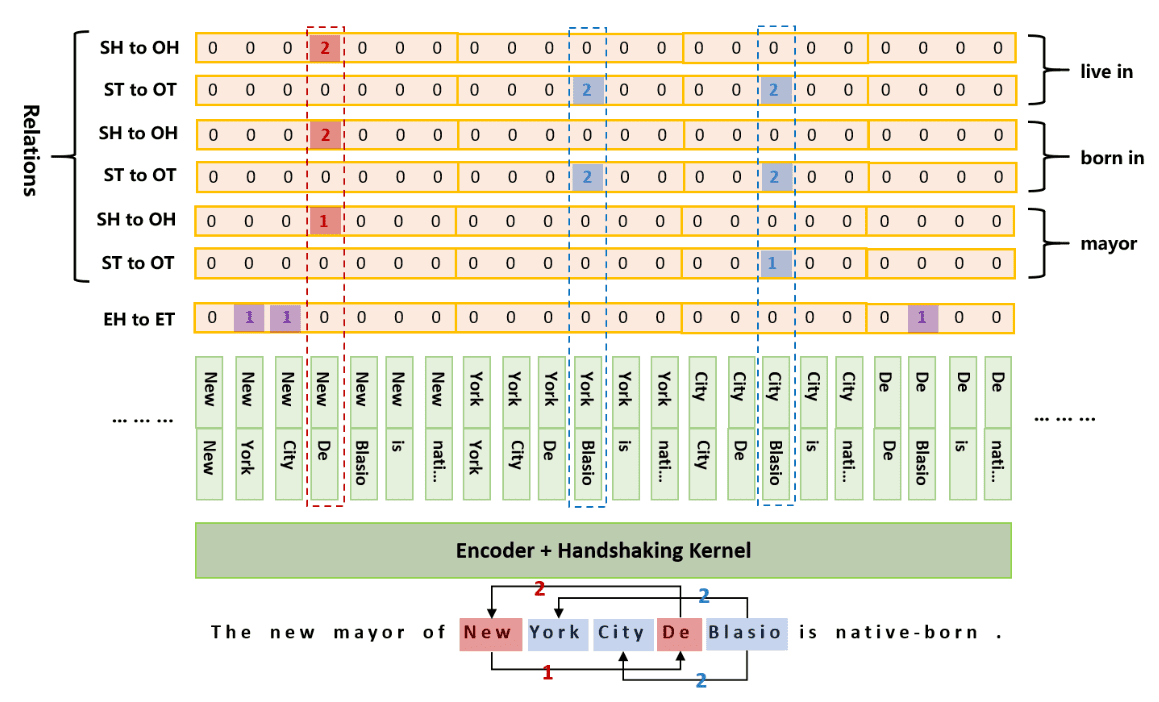 SH to OH 0 0 0 2 0 0 0 0 0 0 0 0 0 0 0 0 0 0 0 0 0 0
ST to OT 0 0 0 0 0 0 0 0 0 0 2 0 0 0 0 2 0 0 0 0 0 0
live in
SH to OH 0 0 0 2 0 0 0 0 0 0 0 0 0 0 0 0 0 0 0 0 0 0
ST to OT 0 0 0 0 0 0 0 0 0 0 2 0 0 0 0 2 0 0 0 0 0 0
born in
SH to OH 0 0 0 1 0 0 0 0 0 0 0 0 0 0 0 0 0 0 0 0 0 0
ST to OT 0 0 0 0 0 0 0 0 0 0 0 0 0 0 0 1 0 0 0 0 0 0
mayor
Relations
EH to ET 0 1 1 0 0 0 0 0 0 0 0 0 0 0 0 0 0 0 0 1 0 0
New New New New New New New York York York York York York City City City City City De De De De
... ... ... ... ... ...
New York City De Blasio is nati... York City De Blasio is nati... City De Blasio is nati... De Blasio is nati...
Encoder + Handshaking Kernel
2 2
The new mayor of New York City De Blasio is native-born .
1 2